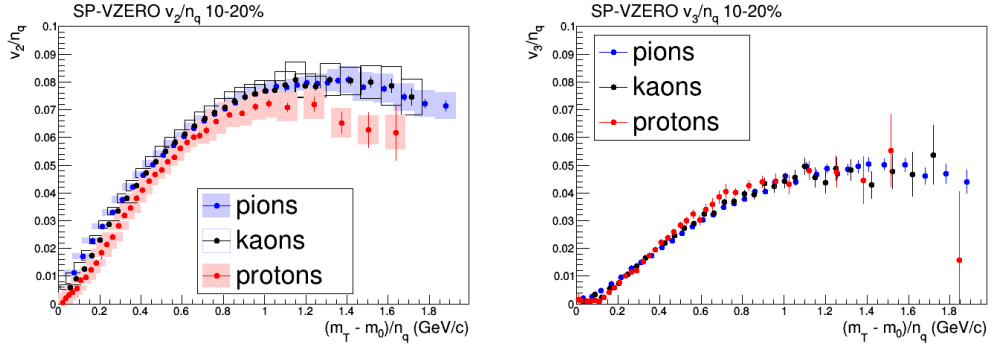 SP-VZERO v2/nq 10-20%
v2/nq
0.1
0.09
0.08
0.07
0.06
0.05
0.04
0.03
0.02
0.01
0
pions
kaons
protons
0 0.2 0.4 0.6 0.8 1 1.2 1.4 1.6 1.8
(mT - m0)/nq (GeV/c)
SP-VZERO v3/nq 10-20%
v3/nq
0.1
0.09
0.08
0.07
0.06
0.05
0.04
0.03
0.02
0.01
0
pions
kaons
protons
0 0.2 0.4 0.6 0.8 1 1.2 1.4 1.6 1.8
(mT - m0)/nq (GeV/c)